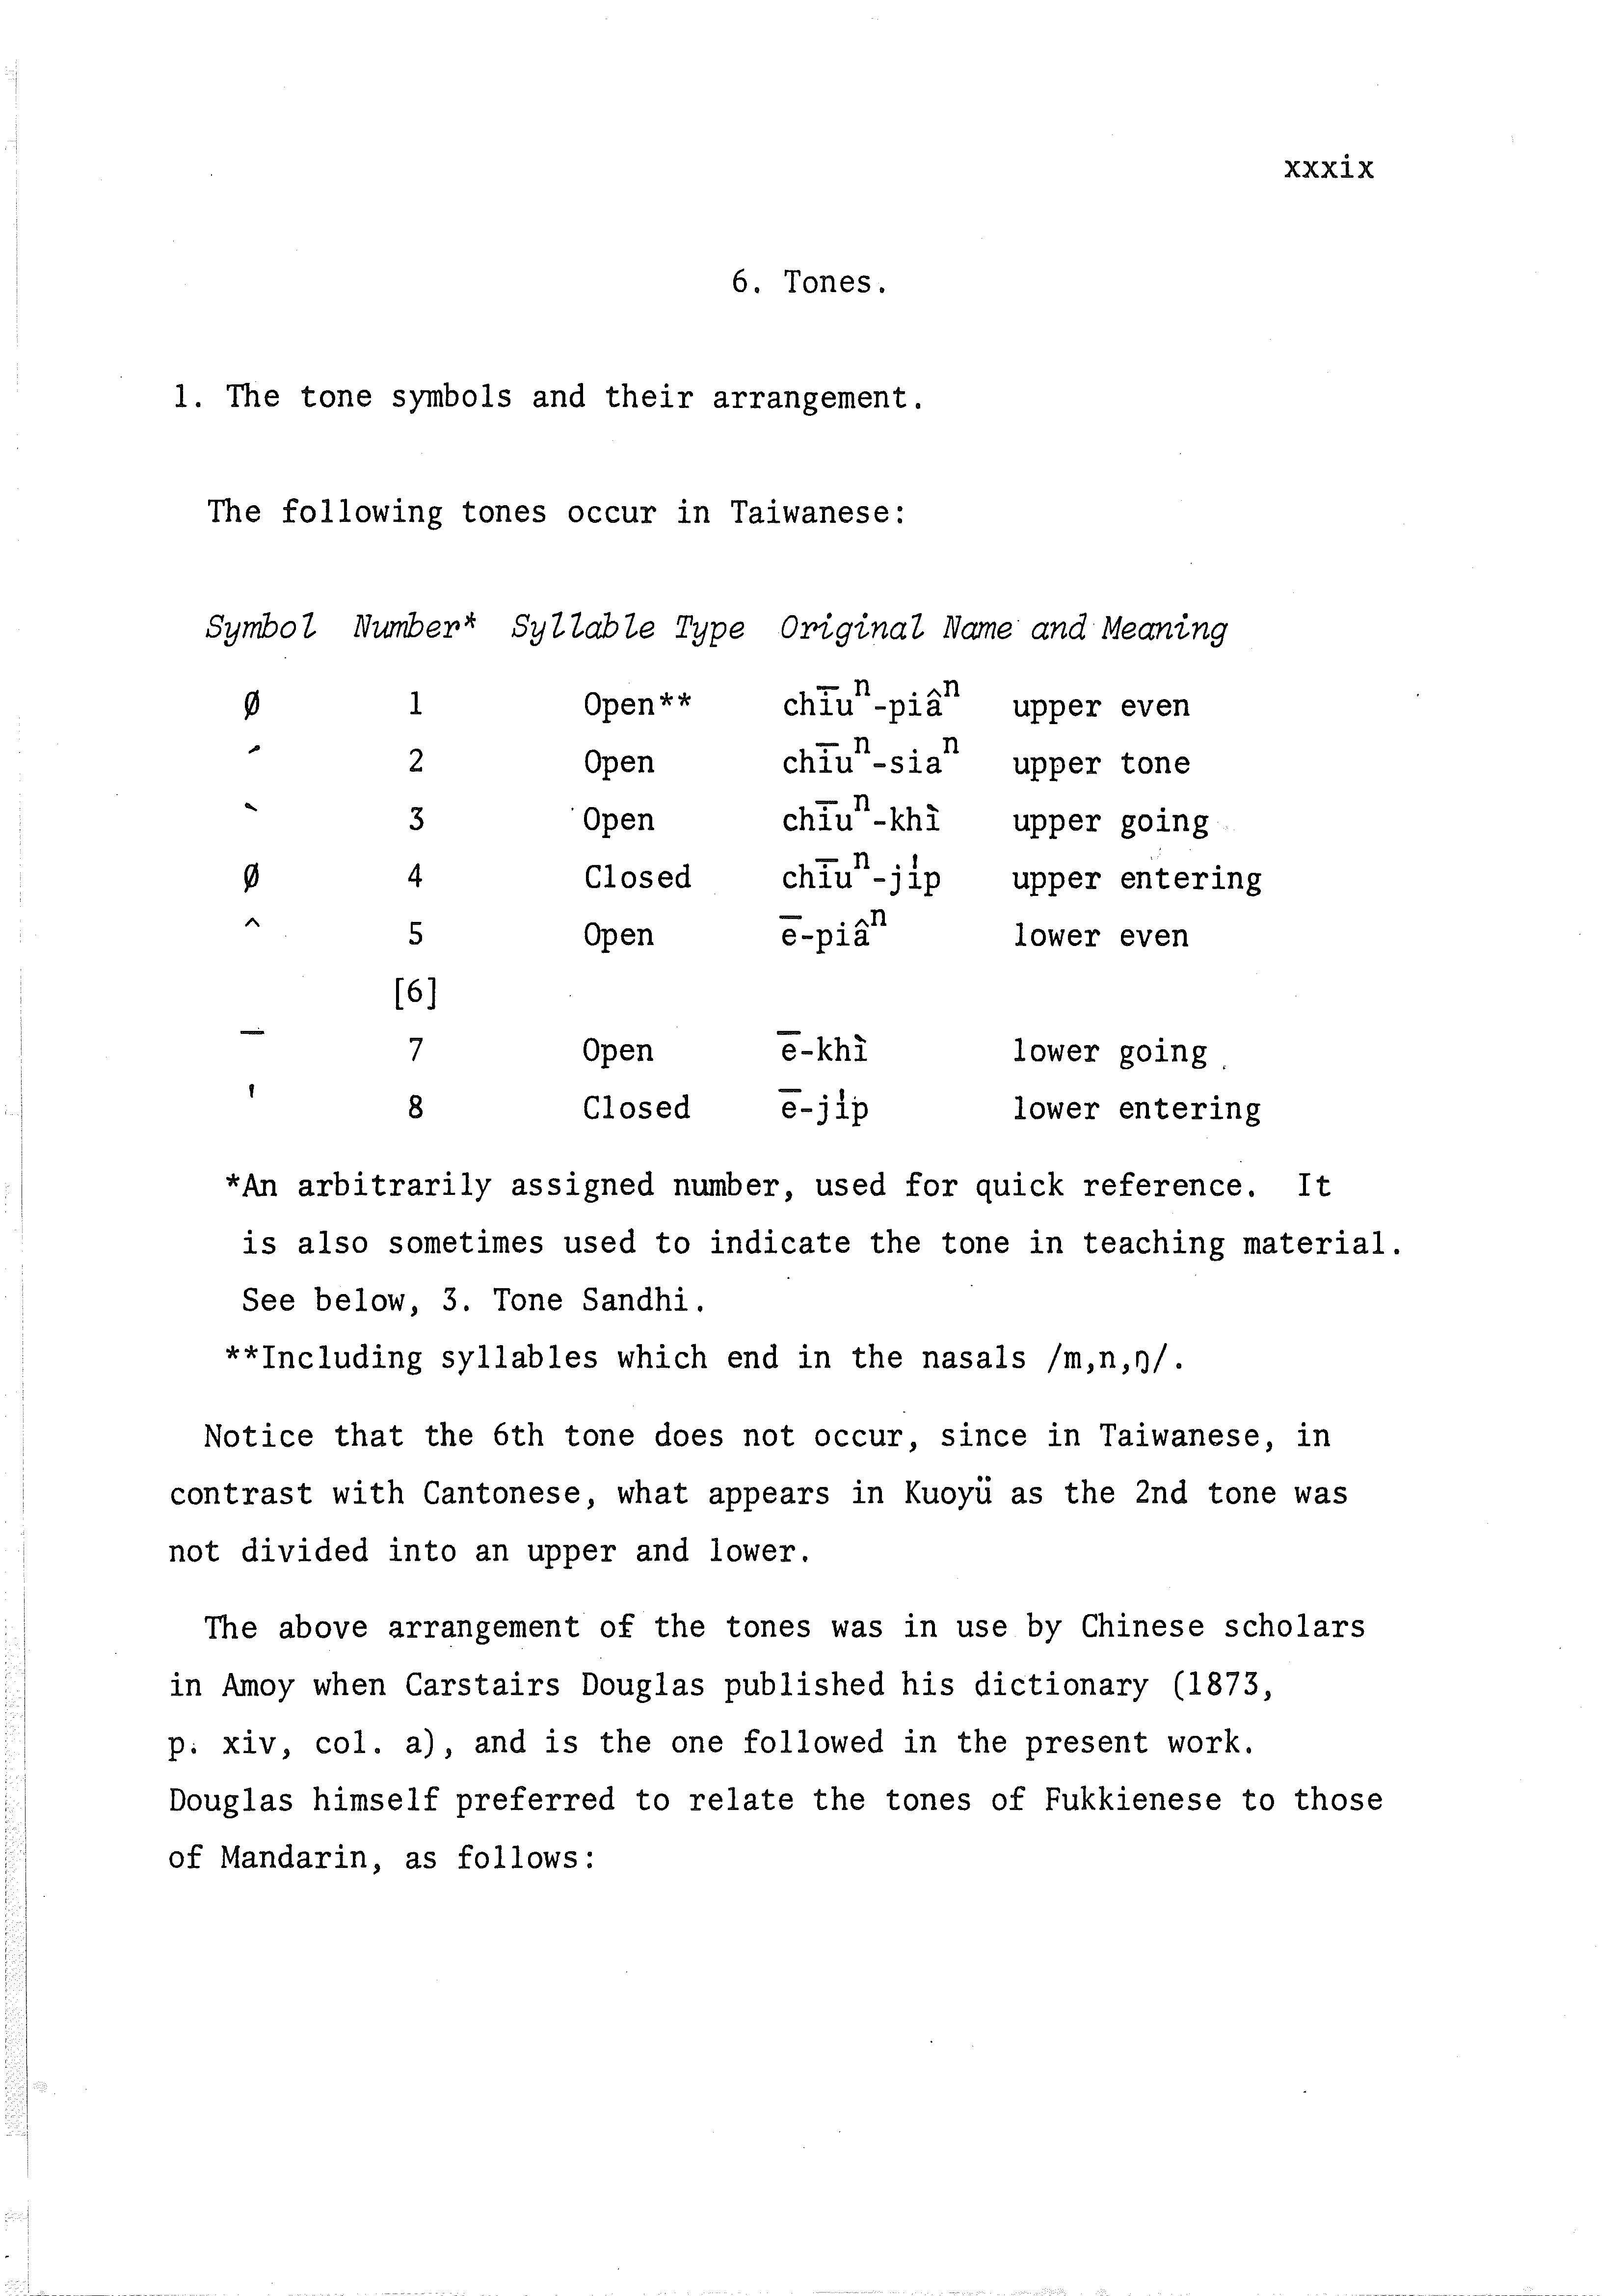 xxxix
6. Tones.
1. The tone symbols and their arrangement.
The following tones occur in Taiwanese:
Symbol Number* Syllable Type Original Name and Meaning
∅ 1 Open** chīuⁿ-piâⁿ upper even
ˊ 2 Open chīuⁿ-siaⁿ upper tone
ˋ 3 Open chīuⁿ-khì upper going
∅ 4 Closed chīuⁿ-ji̍p upper entering
^ 5 Open ē-piâⁿ lower even
[6]
¯ 7 Open ē-khì lower going
ˈ 8 Closed ē-ji̍p lower entering
*An arbitrarily assigned number, used for quick reference. It
is also sometimes used to indicate the tone in teaching material.
See below, 3. Tone Sandhi.
**Including syllables which end in the nasals /m,n,ŋ/.
Notice that the 6th tone does not occur, since in Taiwanese, in
contrast with Cantonese, what appears in Kuoyü as the 2nd tone was
not divided into an upper and lower.
The above arrangement of the tones was in use by Chinese scholars
in Amoy when Carstairs Douglas published his dictionary (1873,
p. xiv, col. a), and is the one followed in the present work.
Douglas himself preferred to relate the tones of Fukkienese to those
of Mandarin, as follows: